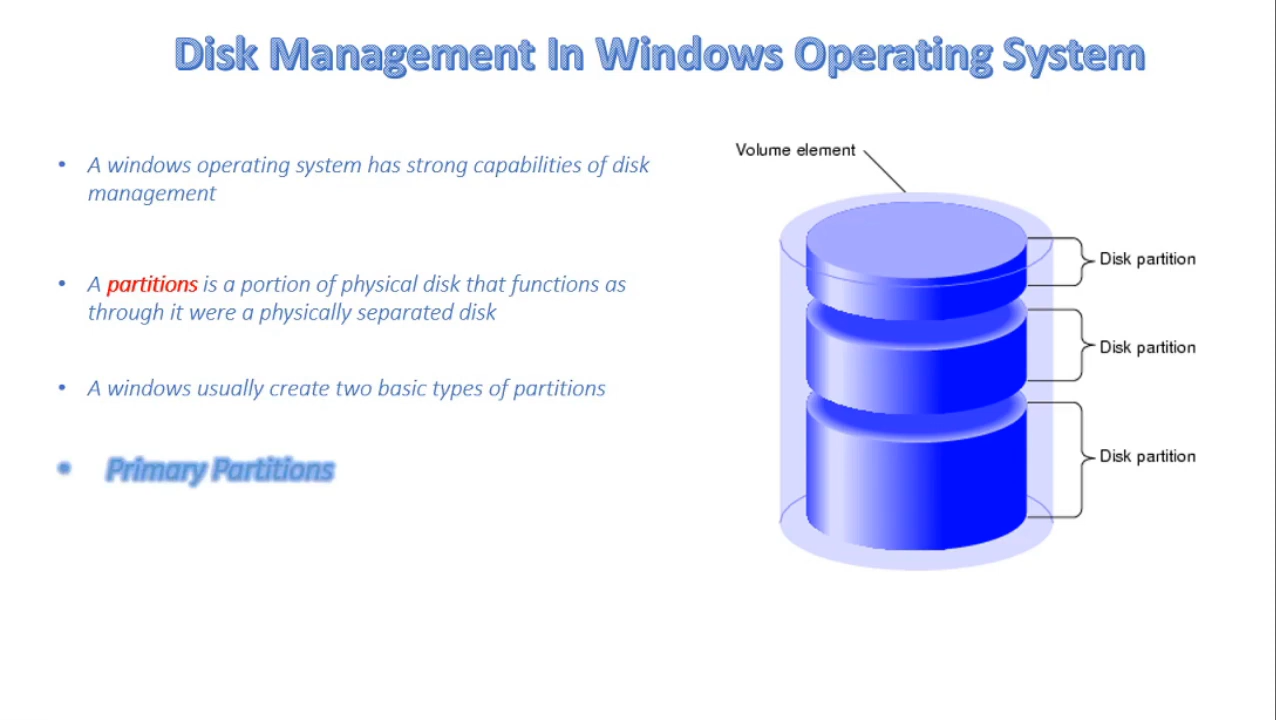 Disk Management In Windows Operating System
• A windows operating system has strong capabilities of disk
management
• A partitions is a portion of physical disk that functions as
through it were a physically separated disk
• A windows usually create two basic types of partitions
• Primary Partitions
Volume element
Disk partition
Disk partition
Disk partition